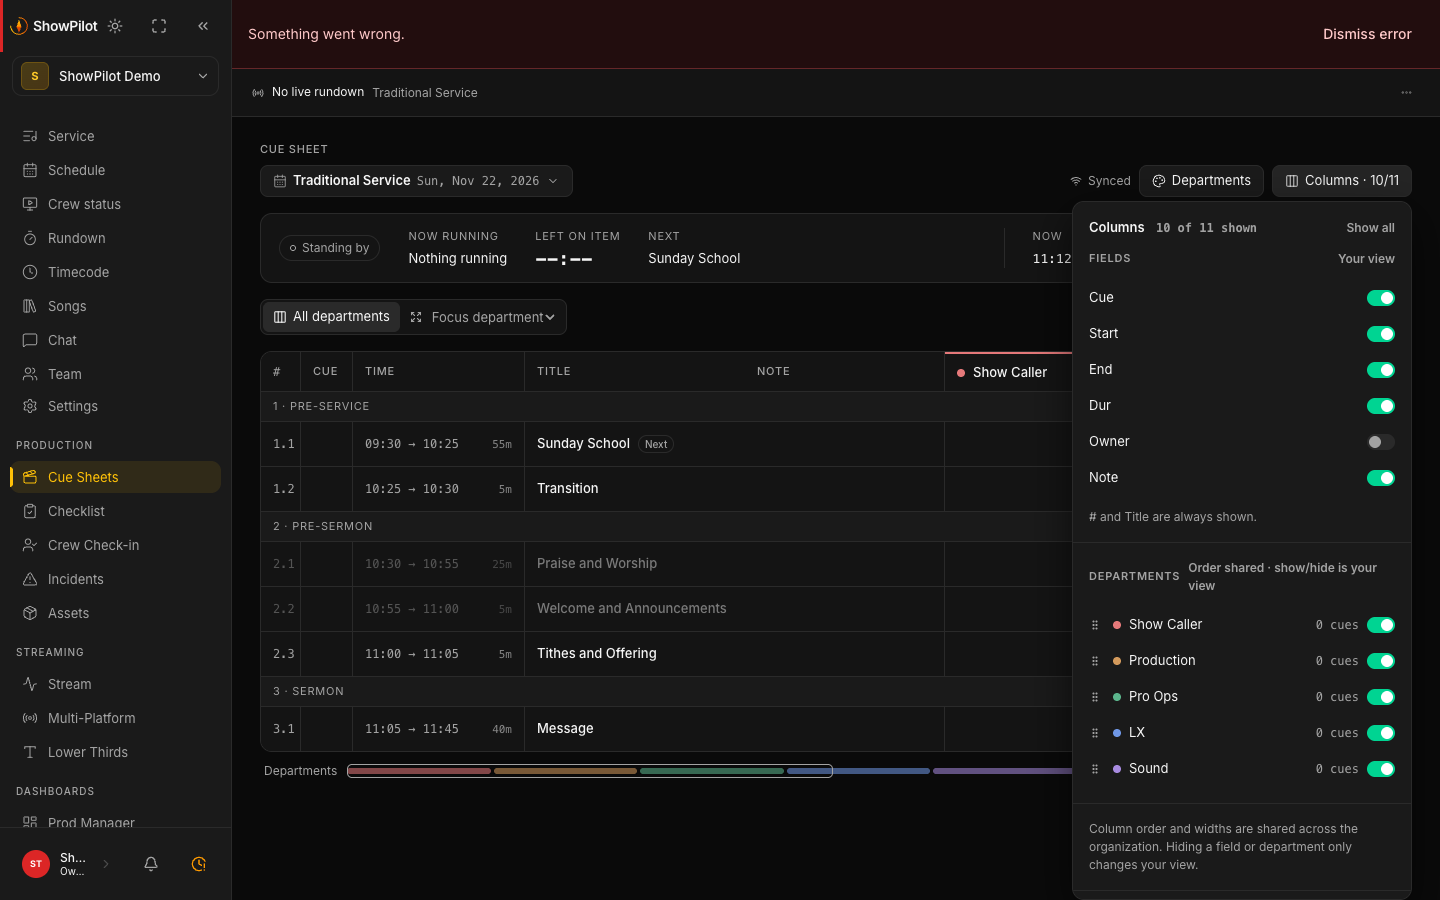 ShowPilot
S ShowPilot Demo
Service
Schedule
Crew status
Rundown
Timecode
Songs
Chat
Team
Settings
PRODUCTION
Cue Sheets
Checklist
Crew Check-in
Incidents
Assets
STREAMING
Stream
Multi-Platform
Lower Thirds
DASHBOARDS
Prod Manager
ST Sh...
Ow...
Something went wrong. Dismiss error
No live rundown Traditional Service
CUE SHEET
Traditional Service Sun, Nov 22, 2026 Synced Departments Columns · 10/11
Standing by
NOW RUNNING LEFT ON ITEM NEXT NOW
Nothing running --:-- Sunday School 11:12
All departments Focus department
# CUE TIME TITLE NOTE Show Caller
1 · PRE-SERVICE
1.1 09:30 → 10:25 55m Sunday School Next
1.2 10:25 → 10:30 5m Transition
2 · PRE-SERMON
2.1 10:30 → 10:55 25m Praise and Worship
2.2 10:55 → 11:00 5m Welcome and Announcements
2.3 11:00 → 11:05 5m Tithes and Offering
3 · SERMON
3.1 11:05 → 11:45 40m Message
Departments
Columns 10 of 11 shown Show all
FIELDS Your view
Cue
Start
End
Dur
Owner
Note
# and Title are always shown.
DEPARTMENTS Order shared · show/hide is your
view
Show Caller 0 cues
Production 0 cues
Pro Ops 0 cues
LX 0 cues
Sound 0 cues
Column order and widths are shared across the
organization. Hiding a field or department only
changes your view.